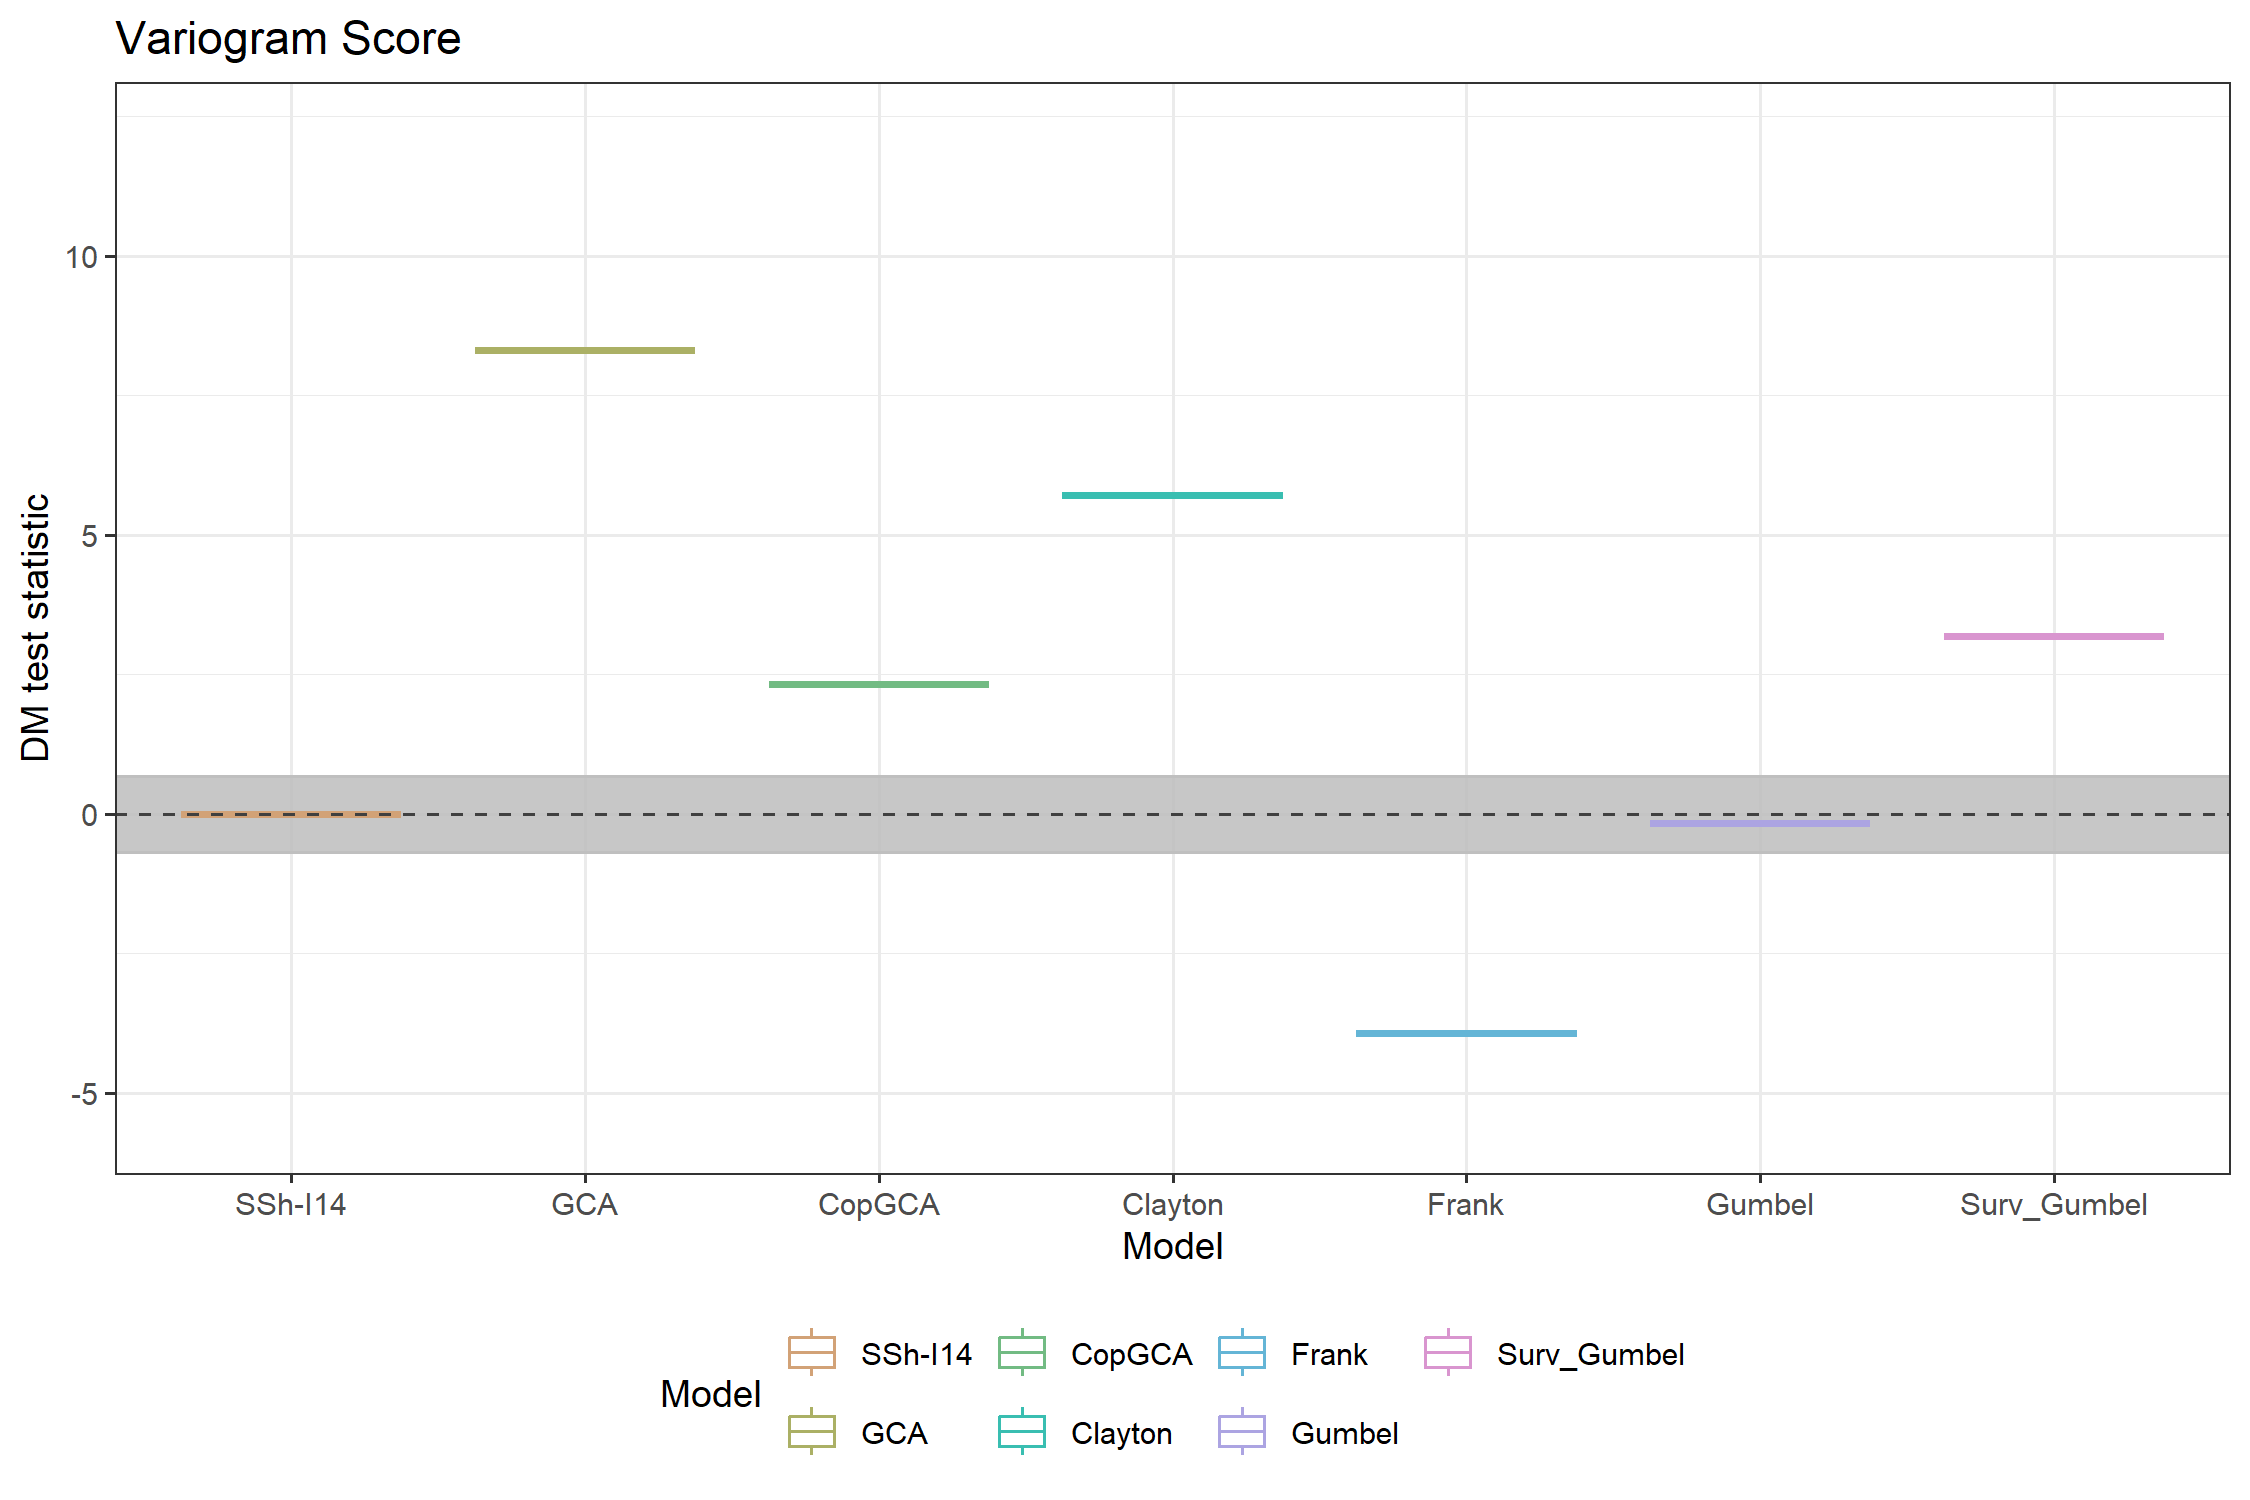 Variogram Score
DM test statistic
10
5
0
-5
SSh-I14 GCA CopGCA Clayton Frank Gumbel Surv_Gumbel
Model
Model
SSh-I14 CopGCA Frank Surv_Gumbel
GCA Clayton Gumbel